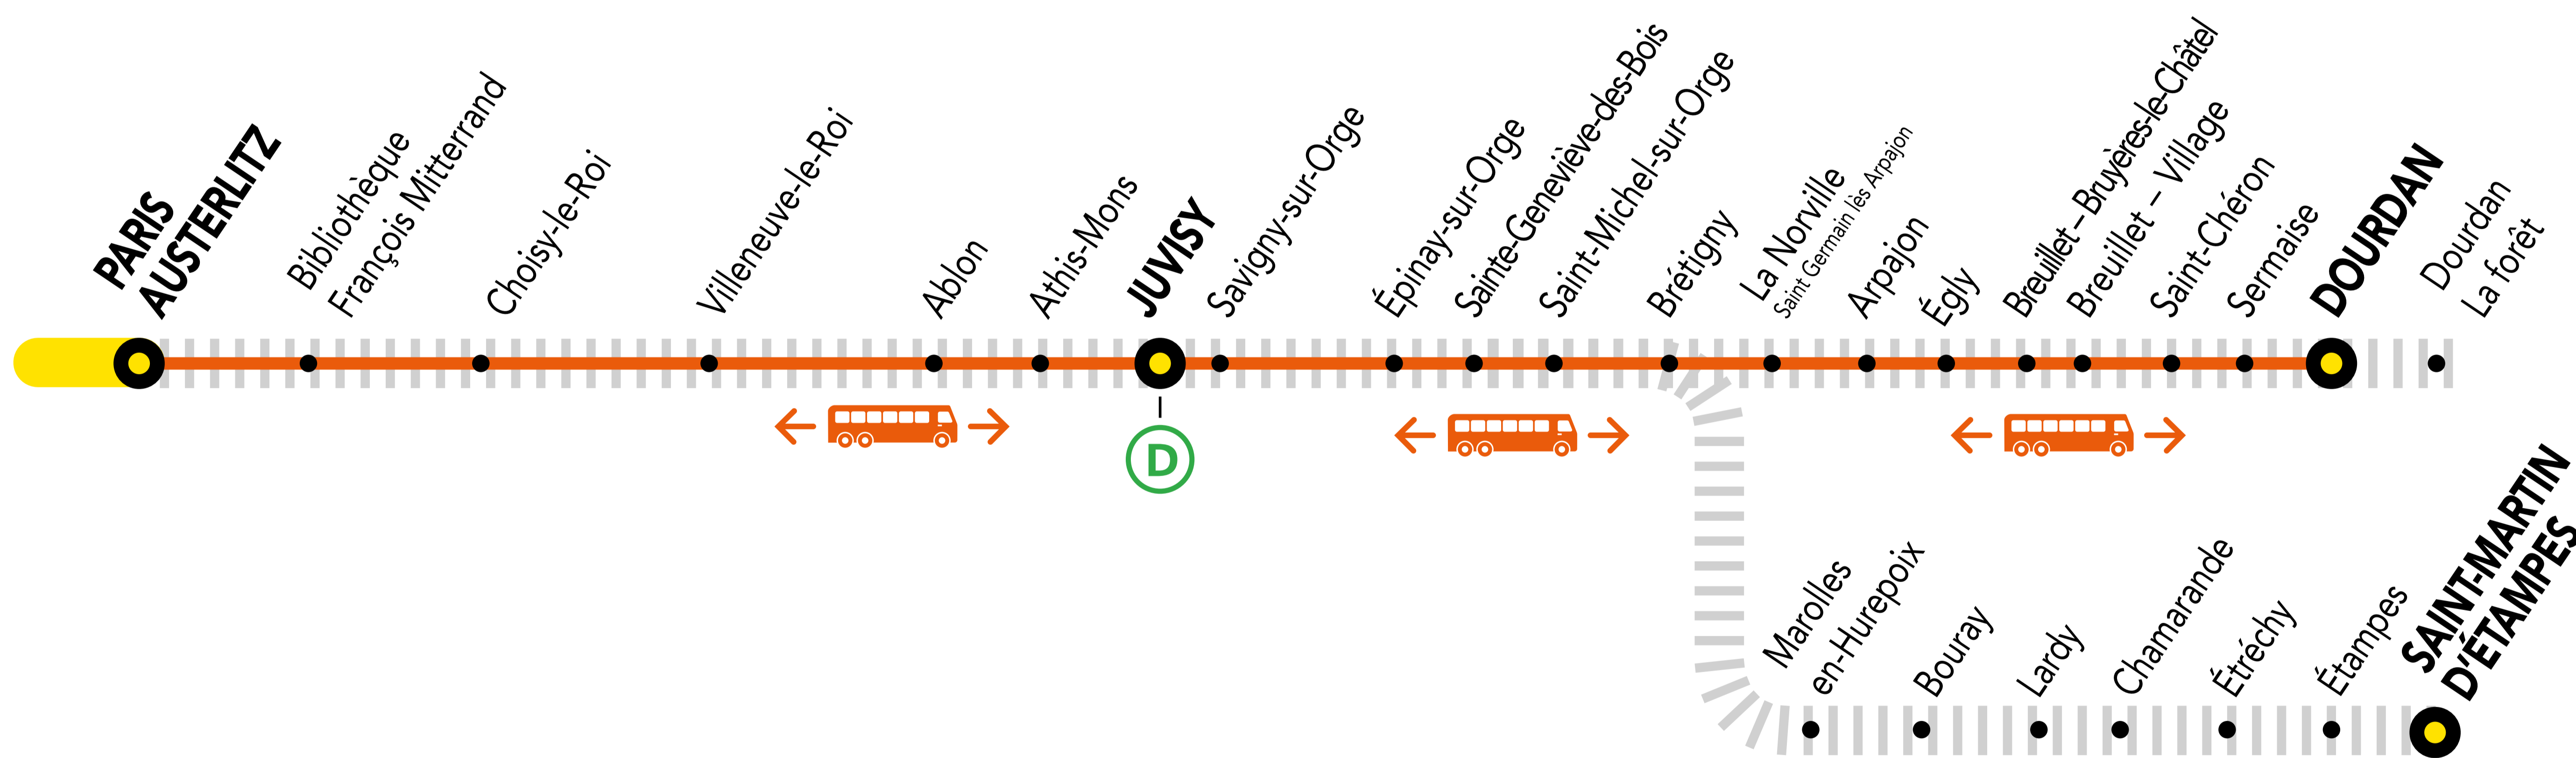 PARIS
AUSTERLITZ
Bibliothèque
François Mitterrand
Choisy-le-Roi
Villeneuve-le-Roi
Ablon
Athis-Mons
JUVISY
Savigny-sur-Orge
Épinay-sur-Orge
Sainte-Geneviève-des-Bois
Saint-Michel-sur-Orge
Brétigny
La Norville
Saint Germain lès Arpajon
Arpajon
Égly
Breuillet – Bruyères-le-Châtel
Breuillet – Village
Saint-Chéron
Sermaise
DOURDAN
Dourdan
La forêt
D
Marolles
en-Hurepoix
Bouray
Lardy
Chamarande
Étréchy
Étampes
SAINT-MARTIN
D'ÉTAMPES